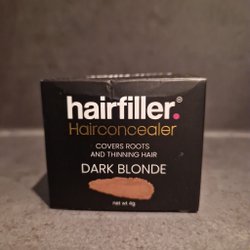 hairfiller.®
Hairconcealer
COVERS ROOTS
AND THINNING HAIR
DARK BLONDE
net wt 4g